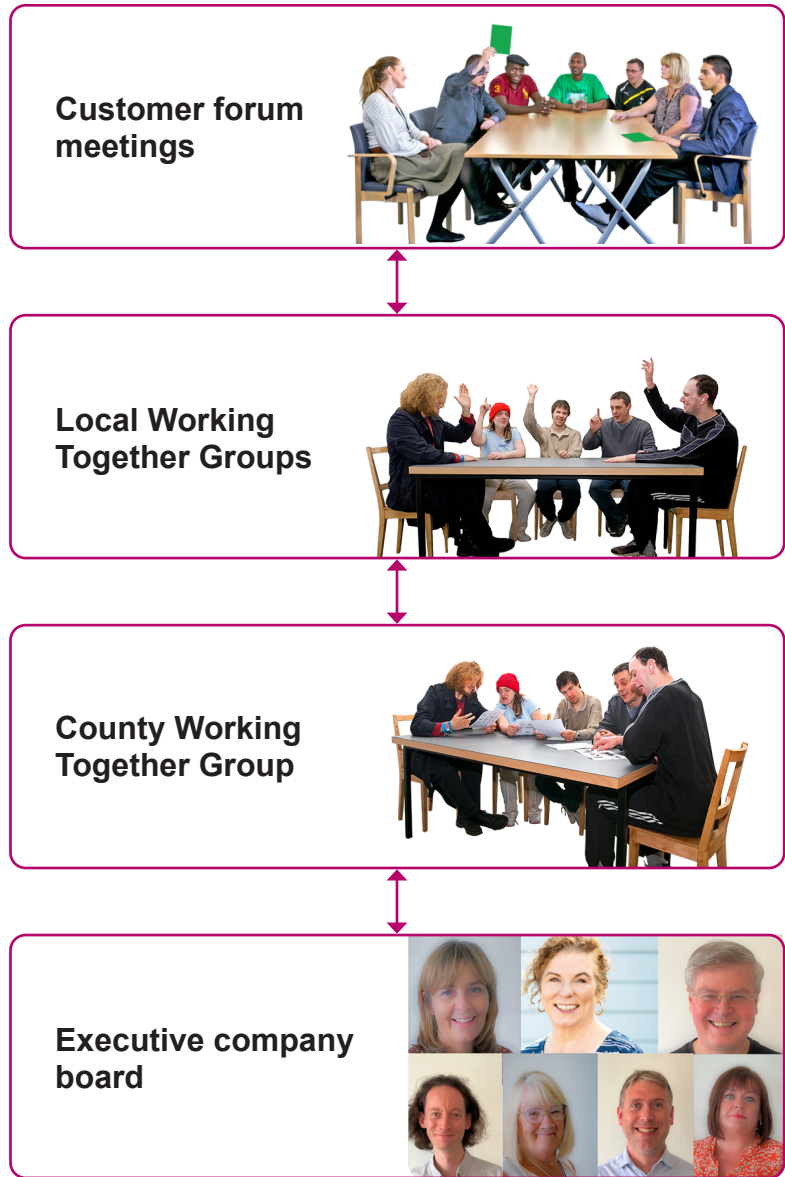 Customer forum
meetings
Local Working
Together Groups
County Working
Together Group
Executive company
board